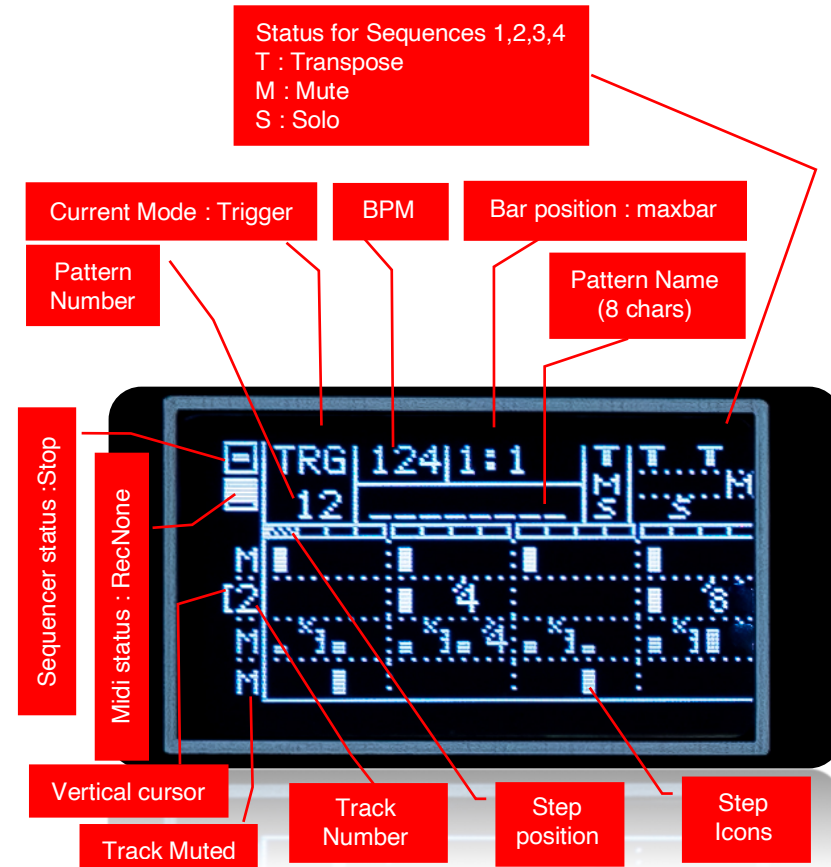 Status for Sequences 1,2,3,4
T : Transpose
M : Mute
S : Solo
Current Mode : Trigger
BPM
Bar position : maxbar
Pattern
Number
Pattern Name
(8 chars)
Sequencer status :Stop
Midi status : RecNone
TRG 124 1:1 T T T
M M
12 ________ S S
M
[2 4 8
M x]= =x]=4 =x]= =x]
M
Vertical cursor
Track Muted
Track
Number
Step
position
Step
Icons